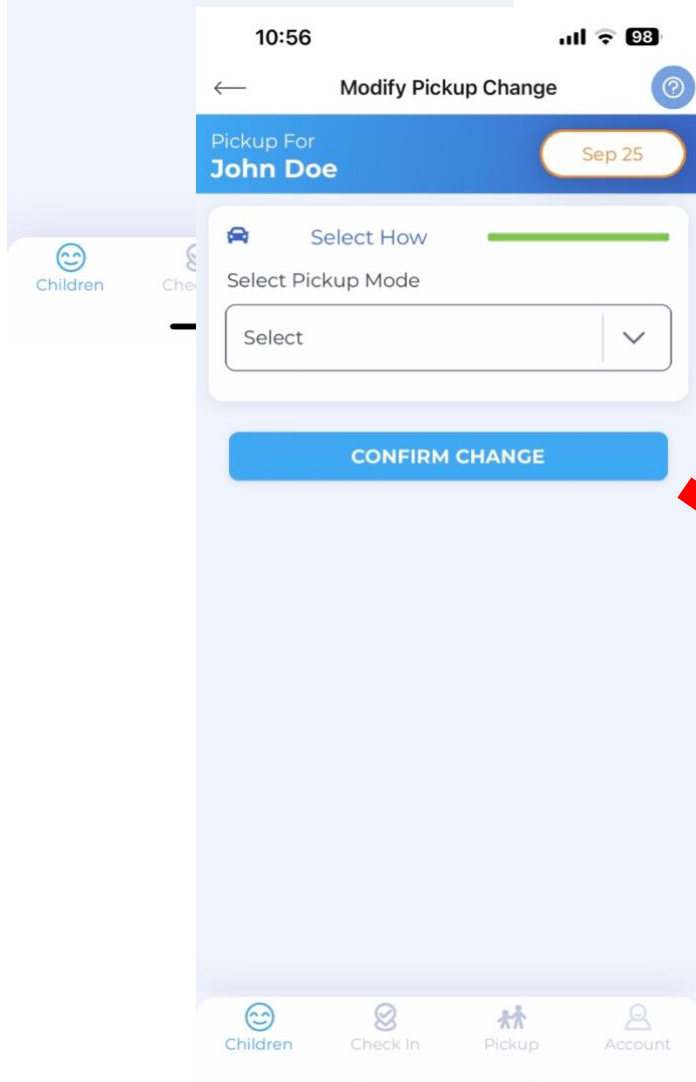 10:56
98
Modify Pickup Change
Pickup For
John Doe
Sep 25
Select How
Select Pickup Mode
Select
CONFIRM CHANGE
Children
Children
Check In
Pickup
Account